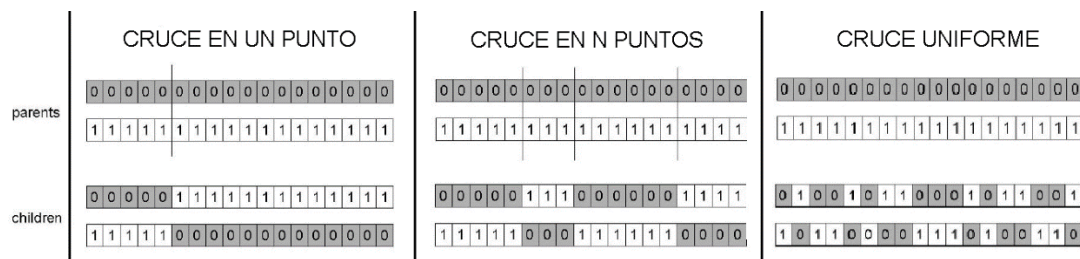 CRUCE EN UN PUNTO
parents
0 0 0 0 0 0 0 0 0 0 0 0 0 0 0 0 0 0
1 1 1 1 1 1 1 1 1 1 1 1 1 1 1 1 1 1
children
0 0 0 0 0 1 1 1 1 1 1 1 1 1 1 1 1 1
1 1 1 1 1 0 0 0 0 0 0 0 0 0 0 0 0 0
CRUCE EN N PUNTOS
0 0 0 0 0 0 0 0 0 0 0 0 0 0 0 0 0 0
1 1 1 1 1 1 1 1 1 1 1 1 1 1 1 1 1 1
0 0 0 0 0 1 1 1 0 0 0 0 0 0 1 1 1 1
1 1 1 1 1 0 0 0 1 1 1 1 1 1 0 0 0 0
CRUCE UNIFORME
0 0 0 0 0 0 0 0 0 0 0 0 0 0 0 0 0 0
1 1 1 1 1 1 1 1 1 1 1 1 1 1 1 1 1 1
0 1 0 0 1 0 1 1 0 0 0 1 0 1 1 0 0 1
1 0 1 1 0 0 0 0 1 1 1 0 1 0 0 1 1 0